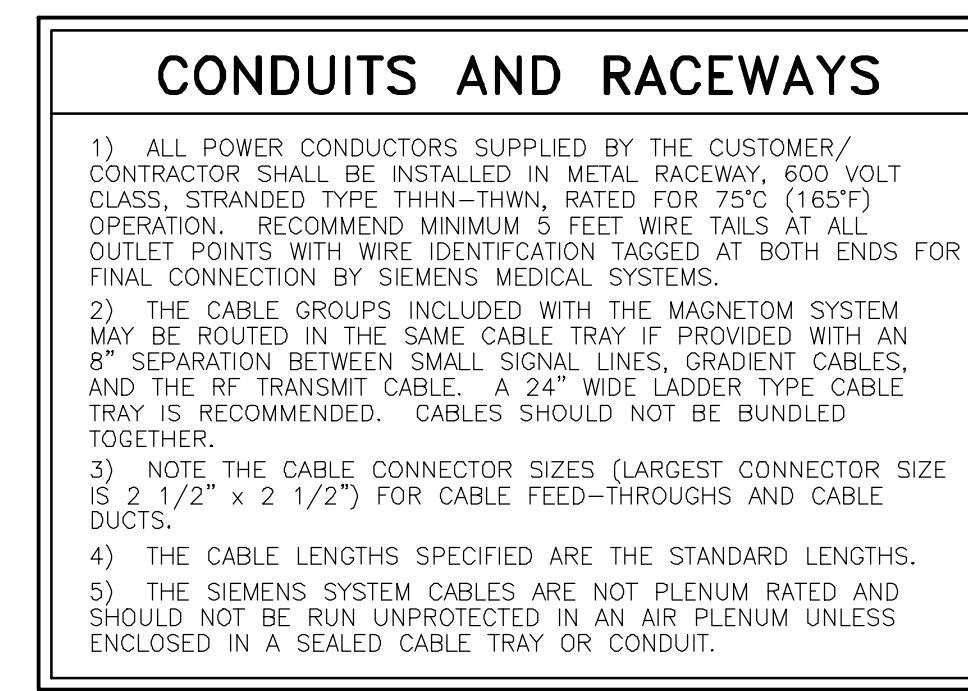 CONDUITS AND RACEWAYS
1) ALL POWER CONDUCTORS SUPPLIED BY THE CUSTOMER/
CONTRACTOR SHALL BE INSTALLED IN METAL RACEWAY, 600 VOLT
CLASS, STRANDED TYPE THHN-THWN, RATED FOR 75°C (165°F)
OPERATION. RECOMMEND MINIMUM 5 FEET WIRE TAILS AT ALL
OUTLET POINTS WITH WIRE IDENTIFCATION TAGGED AT BOTH ENDS FOR
FINAL CONNECTION BY SIEMENS MEDICAL SYSTEMS.
2) THE CABLE GROUPS INCLUDED WITH THE MAGNETOM SYSTEM
MAY BE ROUTED IN THE SAME CABLE TRAY IF PROVIDED WITH AN
8" SEPARATION BETWEEN SMALL SIGNAL LINES, GRADIENT CABLES,
AND THE RF TRANSMIT CABLE. A 24" WIDE LADDER TYPE CABLE
TRAY IS RECOMMENDED. CABLES SHOULD NOT BE BUNDLED
TOGETHER.
3) NOTE THE CABLE CONNECTOR SIZES (LARGEST CONNECTOR SIZE
IS 2 1/2" x 2 1/2") FOR CABLE FEED-THROUGHS AND CABLE
DUCTS.
4) THE CABLE LENGTHS SPECIFIED ARE THE STANDARD LENGTHS.
5) THE SIEMENS SYSTEM CABLES ARE NOT PLENUM RATED AND
SHOULD NOT BE RUN UNPROTECTED IN AN AIR PLENUM UNLESS
ENCLOSED IN A SEALED CABLE TRAY OR CONDUIT.